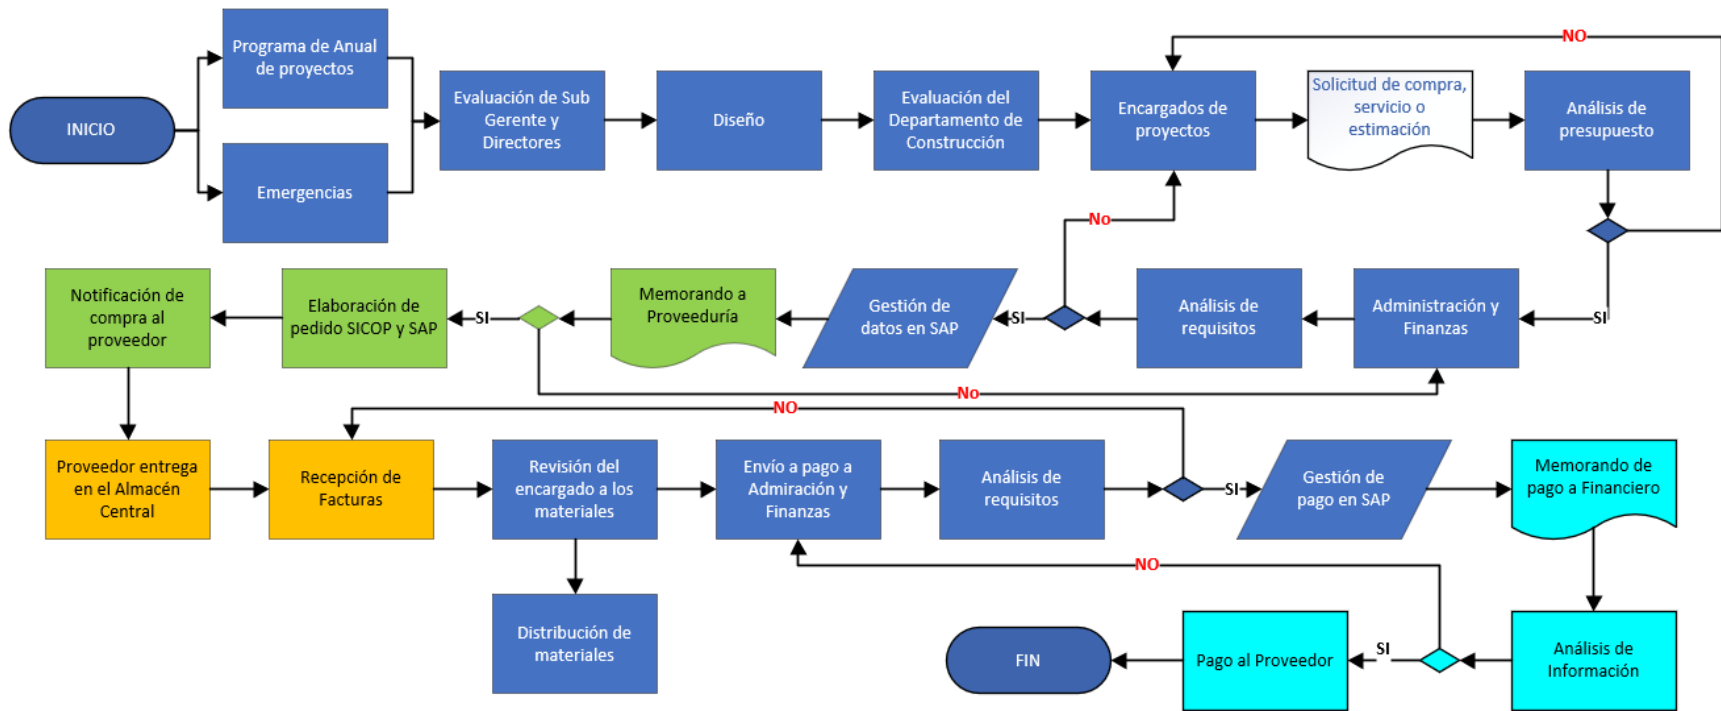 INICIO
Programa de Anual
de proyectos
Emergencias
Evaluación de Sub
Gerente y
Directores
Diseño
Evaluación del
Departamento de
Construcción
Encargados de
proyectos
Solicitud de compra,
servicio o
estimación
Análisis de
presupuesto
NO
No
SI
Notificación de
compra al
proveedor
Elaboración de
pedido SICOP y SAP
SI
Memorando a
Proveeduría
Gestión de
datos en SAP
SI
Análisis de
requisitos
Administración y
Finanzas
No
NO
Proveedor entrega
en el Almacén
Central
Recepción de
Facturas
Revisión del
encargado a los
materiales
Envío a pago a
Admiración y
Finanzas
Análisis de
requisitos
SI
Gestión de
pago en SAP
Memorando de
pago a Financiero
NO
Distribución de
materiales
FIN
Pago al Proveedor
SI
Análisis de
Información